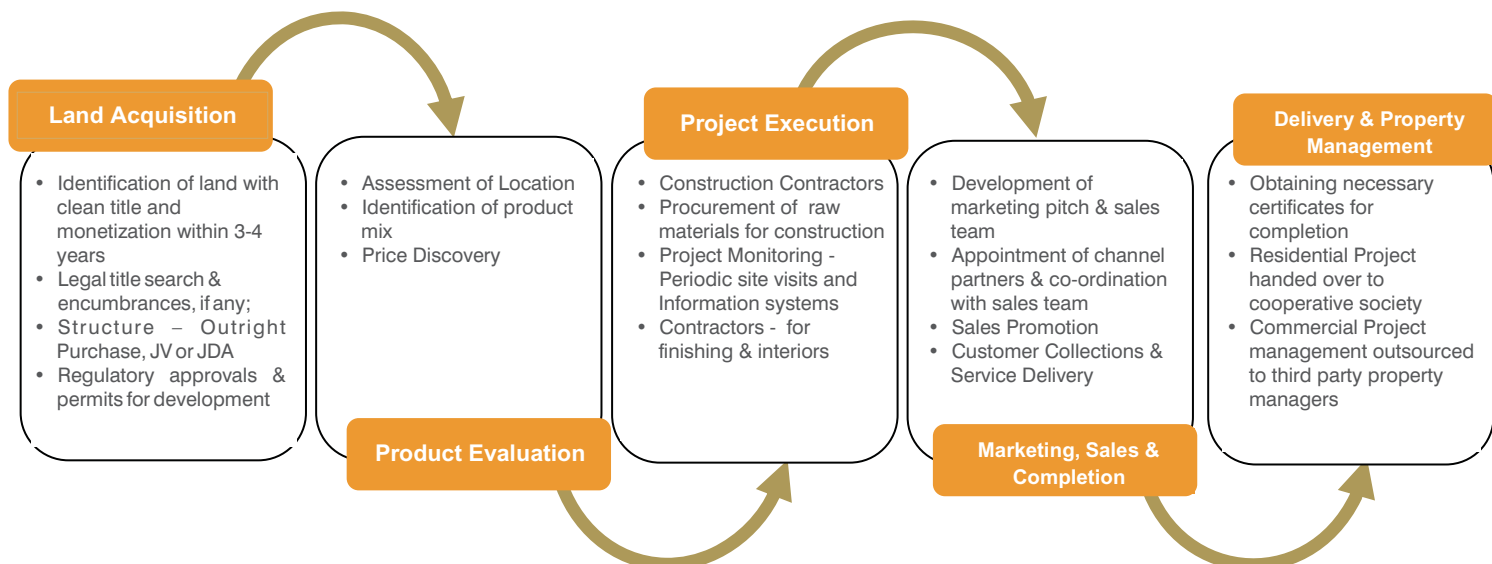 Land Acquisition
• Identification of land with
clean title and
monetization within 3-4
years
• Legal title search &
encumbrances, if any;
• Structure – Outright
Purchase, JV or JDA
• Regulatory approvals &
permits for development
• Assessment of Location
• Identification of product
mix
• Price Discovery
Product Evaluation
Project Execution
• Construction Contractors
• Procurement of raw
materials for construction
• Project Monitoring -
Periodic site visits and
Information systems
• Contractors - for
finishing & interiors
• Development of
marketing pitch & sales
team
• Appointment of channel
partners & co-ordination
with sales team
• Sales Promotion
• Customer Collections &
Service Delivery
Marketing, Sales &
Completion
Delivery & Property
Management
• Obtaining necessary
certificates for
completion
• Residential Project
handed over to
cooperative society
• Commercial Project
management outsourced
to third party property
managers